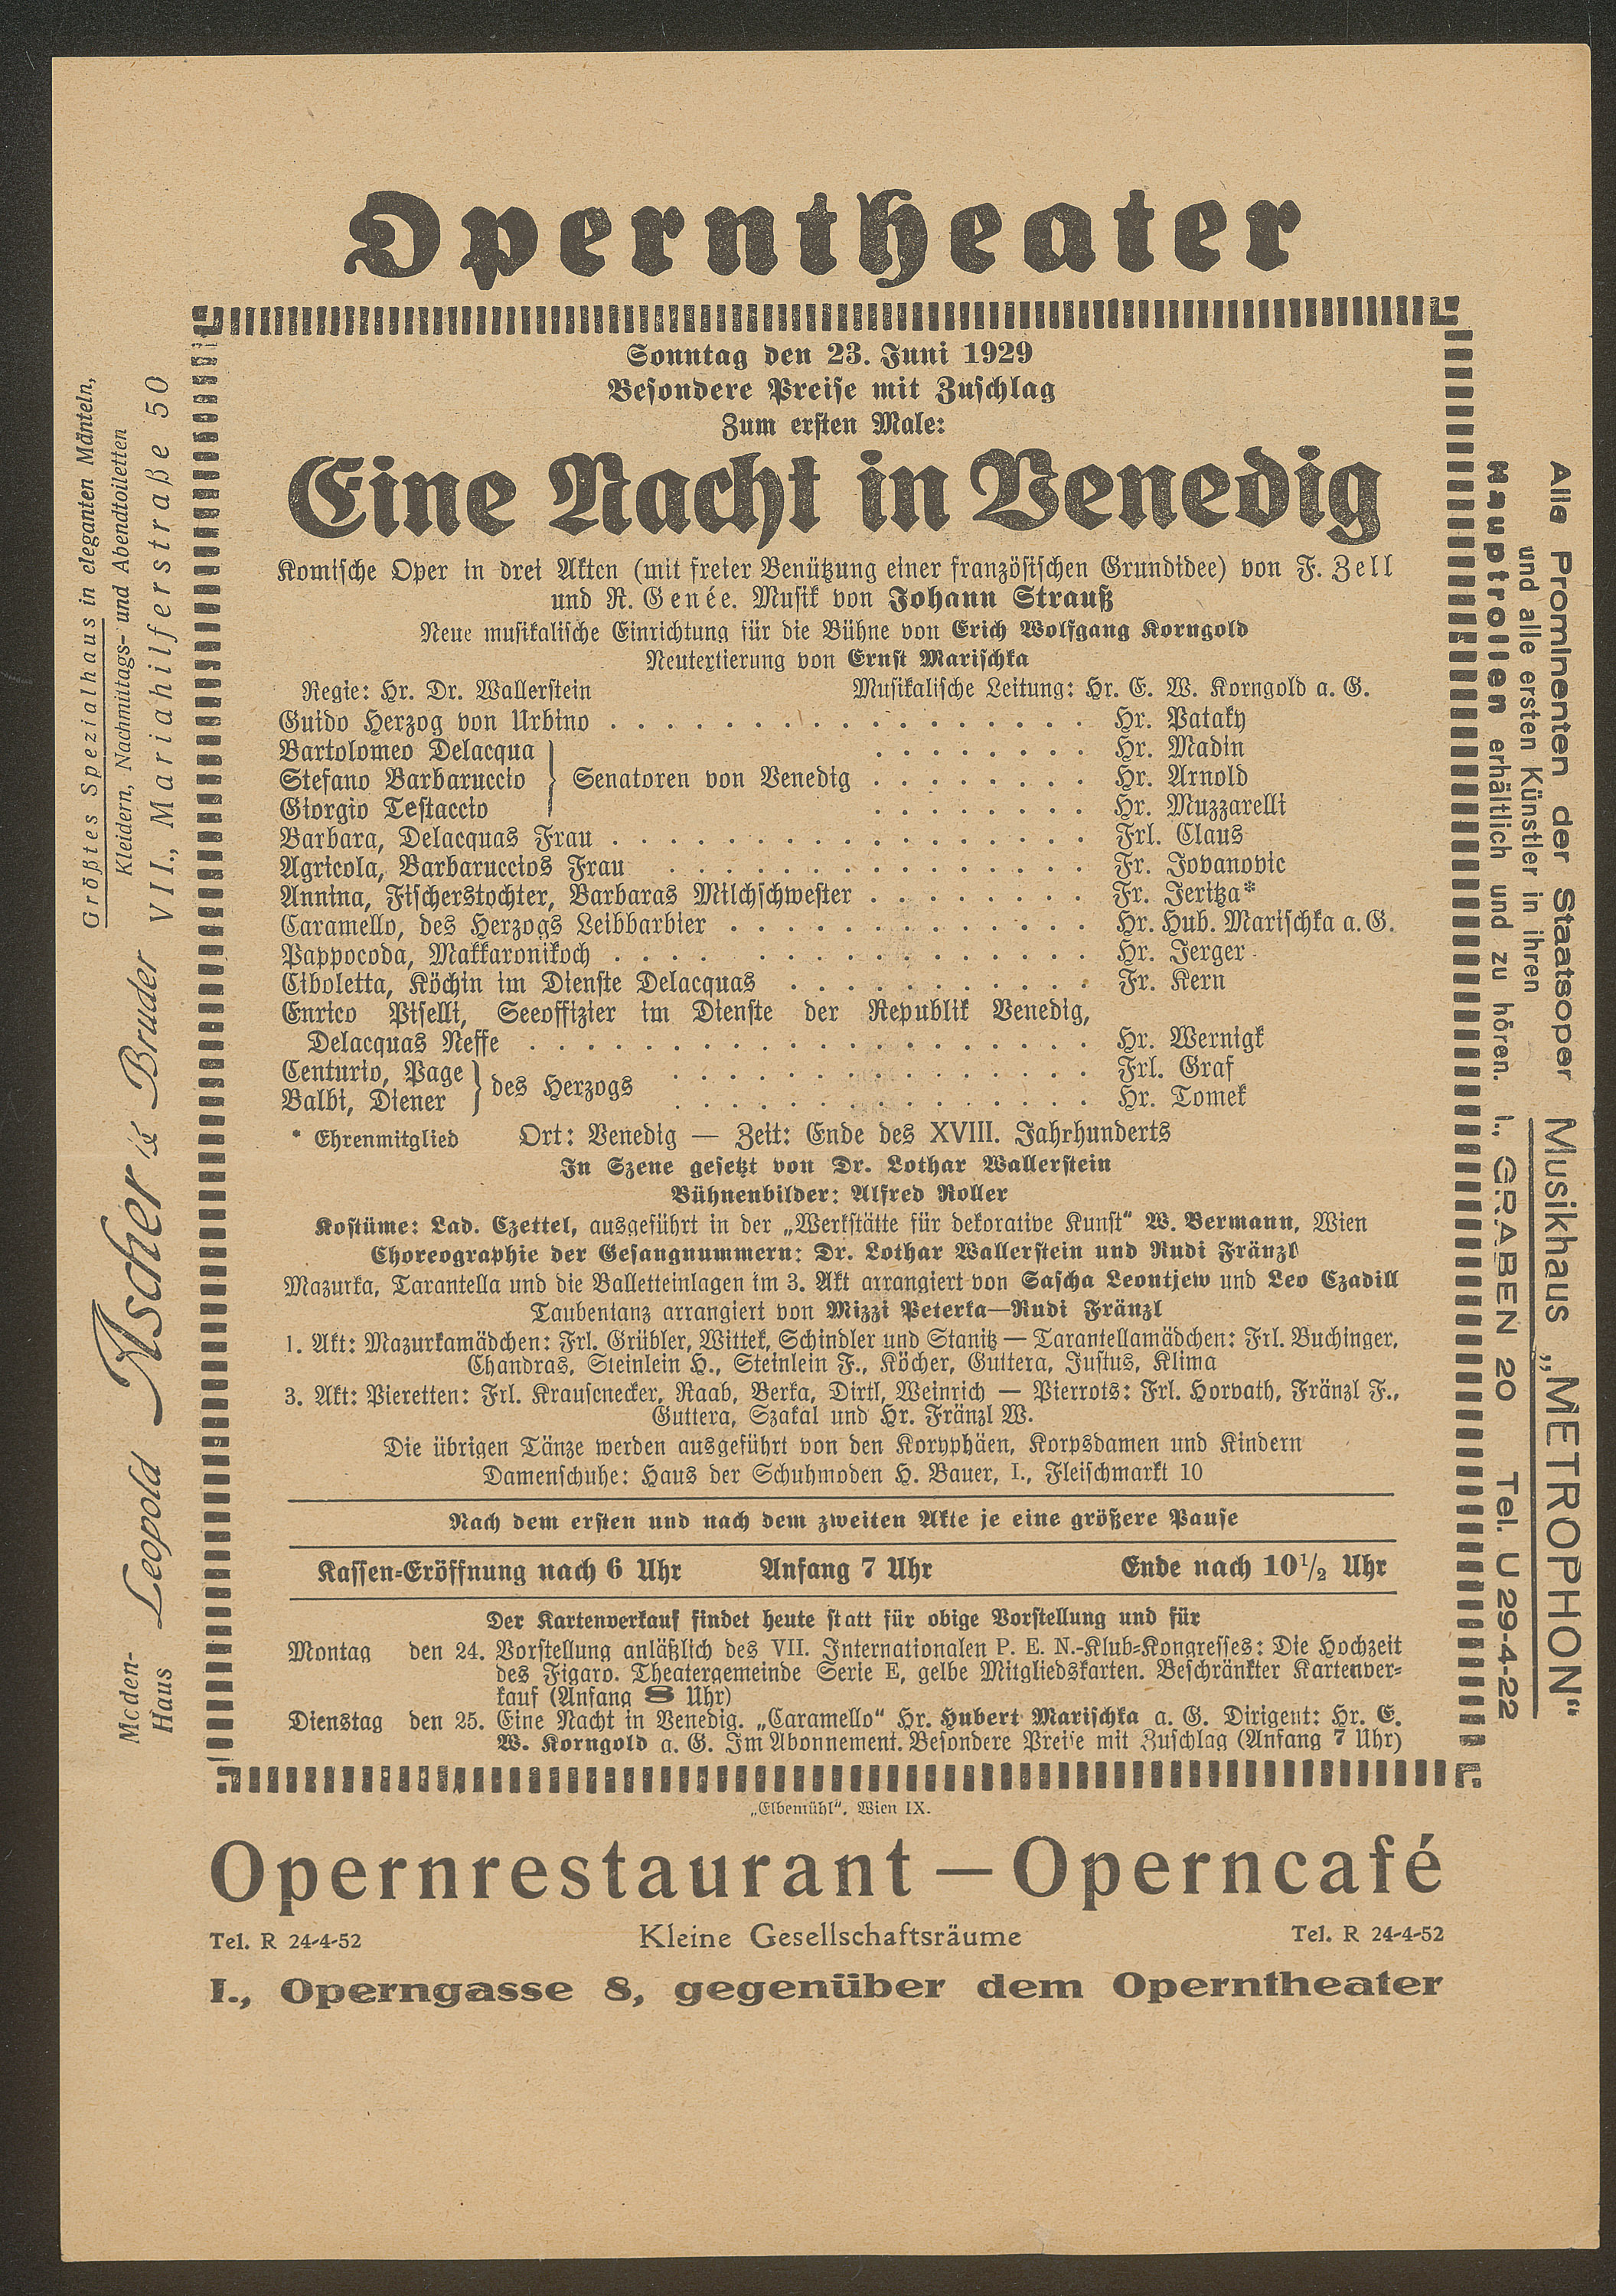 Operntheater
Sonntag den 23. Juni 1929
Besondere Preise mit Zuschlag
Zum ersten Male:
Eine Nacht in Venedig
Komische Oper in drei Akten (mit freier Benützung einer französischen Grundidee) von F. Zell
und R. Genée. Musik von Johann Strauß
Neue musikalische Einrichtung für die Bühne von Erich Wolfgang Korngold
Neutextierung von Ernst Marischka
Regie: Hr. Dr. Wallerstein Musikalische Leitung: Hr. E. W. Korngold a. G.
Guido Herzog von Urbino . . . . . . . . . . . . . . . . . Hr. Pataky
Bartolomeo Delacqua . . . . . . . . Hr. Madin
Stefano Barbaruccio } Senatoren von Venedig . . . . . . . . Hr. Arnold
Giorgio Testaccio . . . . . . . . Hr. Muzzarelli
Barbara, Delacquas Frau . . . . . . . . . . . . . . . . . Frl. Claus
Agricola, Barbaruccios Frau . . . . . . . . . . . . . . . Fr. Jovanovic
Annina, Fischerstochter, Barbaras Milchschwester . . . . . . . . Fr. Jeritza*
Caramello, des Herzogs Leibbarbier . . . . . . . . . . . . . Hr. Hub. Marischka a. G.
Pappocoda, Makkaronikoch . . . . . . . . . . . . . . . . . Hr. Jerger
Ciboletta, Köchin im Dienste Delacquas . . . . . . . . . . . Fr. Kern
Enrico Piselli, Seeoffizier im Dienste der Republik Venedig,
Delacquas Neffe . . . . . . . . . . . . . . . . . . . . Hr. Wernigk
Centurio, Page . . . . . . . . . . . . . . . Frl. Graf
} des Herzogs
Balbi, Diener . . . . . . . . . . . . . . . Hr. Tomek
* Ehrenmitglied Ort: Venedig — Zeit: Ende des XVIII. Jahrhunderts
In Szene gesetzt von Dr. Lothar Wallerstein
Bühnenbilder: Alfred Roller
Kostüme: Lad. Czettel, ausgeführt in der „Werkstätte für dekorative Kunst“ W. Bermann, Wien
Choreographie der Gesangnummern: Dr. Lothar Wallerstein und Rudi Fränzl
Mazurka, Tarantella und die Balletteinlagen im 3. Akt arrangiert von Sascha Leontjew und Leo Czadill
Taubentanz arrangiert von Mizzi Peterka—Rudi Fränzl
1. Akt: Mazurkamädchen: Frl. Grübler, Wittek, Schindler und Stanitz — Tarantellamädchen: Frl. Buchinger,
Chandras, Steinlein H., Steinlein F., Köcher, Guttera, Justus, Klima
3. Akt: Pieretten: Frl. Krausenecker, Raab, Berka, Dirtl, Weinrich — Pierrots: Frl. Horvath, Fränzl F.,
Guttera, Szakal und Hr. Fränzl W.
Die übrigen Tänze werden ausgeführt von den Koryphäen, Korpsdamen und Kindern
Damenschuhe: Haus der Schuhmoden H. Bauer, I., Fleischmarkt 10
Nach dem ersten und nach dem zweiten Akte je eine größere Pause
Kassen-Eröffnung nach 6 Uhr Anfang 7 Uhr Ende nach 10 1/2 Uhr
Der Kartenverkauf findet heute statt für obige Vorstellung und für
Montag den 24. Vorstellung anläßlich des VII. Internationalen P. E. N.-Klub-Kongresses: Die Hochzeit
des Figaro. Theatergemeinde Serie E, gelbe Mitgliedskarten. Beschränkter Kartenver-
kauf (Anfang 8 Uhr)
Dienstag den 25. Eine Nacht in Venedig. „Caramello“ Hr. Hubert Marischka a. G. Dirigent: Hr. E.
W. Korngold a. G. Im Abonnement. Besondere Preise mit Zuschlag (Anfang 7 Uhr)
„Elbemühl“, Wien IX.
Opernrestaurant — Operncafé
Tel. R 24-4-52 Kleine Gesellschaftsräume Tel. R 24-4-52
I., Operngasse 8, gegenüber dem Operntheater
Moden-
Haus
Leopold Ascher & Bruder
Größtes Spezialhaus in eleganten Mänteln,
Kleidern, Nachmittags- und Abendtoiletten
VII., Mariahilferstraße 50
Alle Prominenten der Staatsoper
und alle ersten Künstler in ihren
Hauptrollen erhältlich und zu hören.
Musikhaus „METROPHON“
I., GRABEN 20 Tel. U 29-4-22